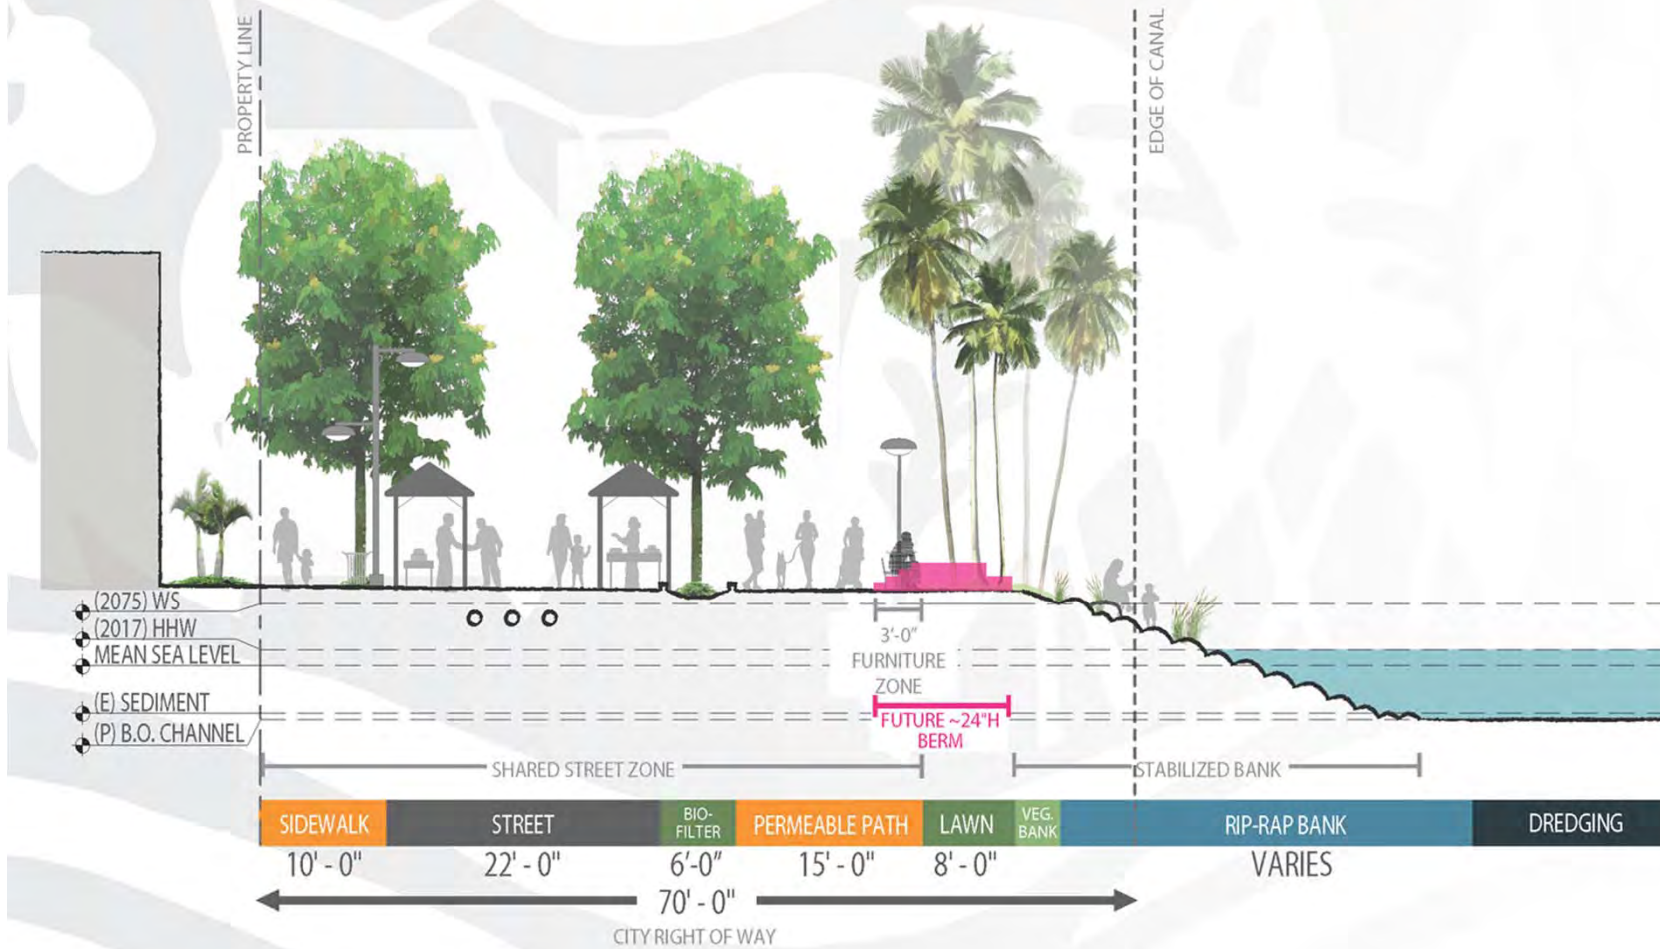 PROPERTY LINE
EDGE OF CANAL
(2075) WS
(2017) HHW
MEAN SEA LEVEL
(E) SEDIMENT
(P) B.O. CHANNEL
3'-0"
FURNITURE
ZONE
FUTURE ~24"H
BERM
SHARED STREET ZONE
STABILIZED BANK
SIDEWALK
STREET
BIO-
FILTER
PERMEABLE PATH
LAWN
VEG.
BANK
RIP-RAP BANK
DREDGING
10' - 0"
22' - 0"
6'-0"
15' - 0"
8' - 0"
VARIES
70' - 0"
CITY RIGHT OF WAY